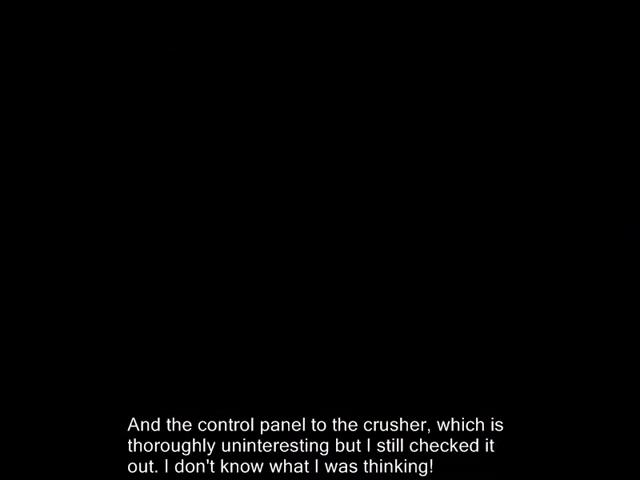 And the control panel to the crusher, which is
thoroughly uninteresting but I still checked it
out. I don't know what I was thinking!